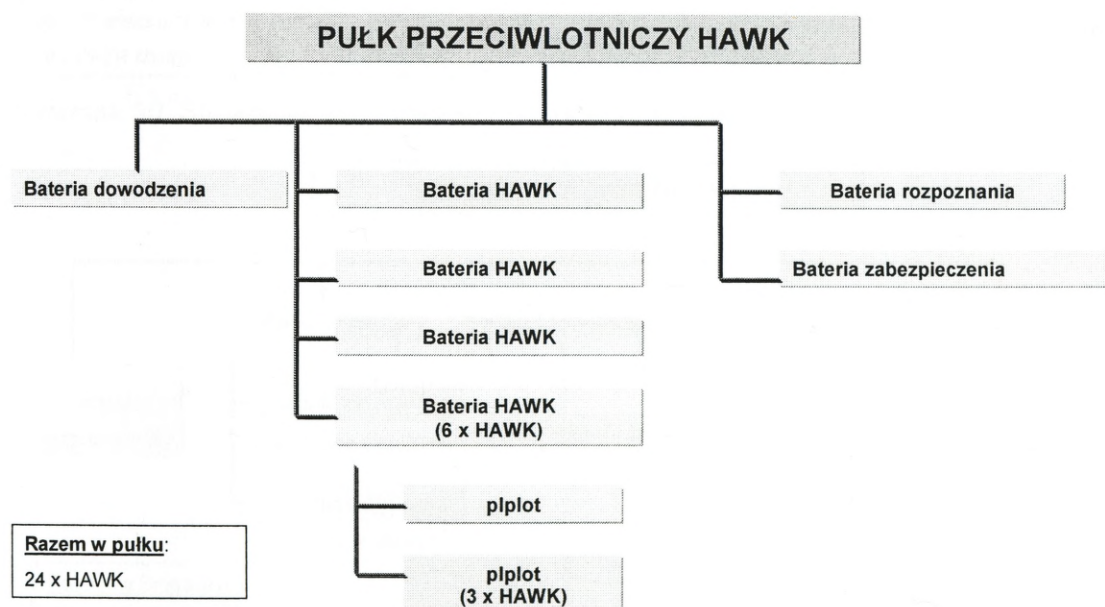 PUŁK PRZECIWLOTNICZY HAWK
Bateria dowodzenia
Bateria HAWK
Bateria HAWK
Bateria HAWK
Bateria HAWK
(6 x HAWK)
plplot
plplot
(3 x HAWK)
Bateria rozpoznania
Bateria zabezpieczenia
Razem w pułku:
24 x HAWK